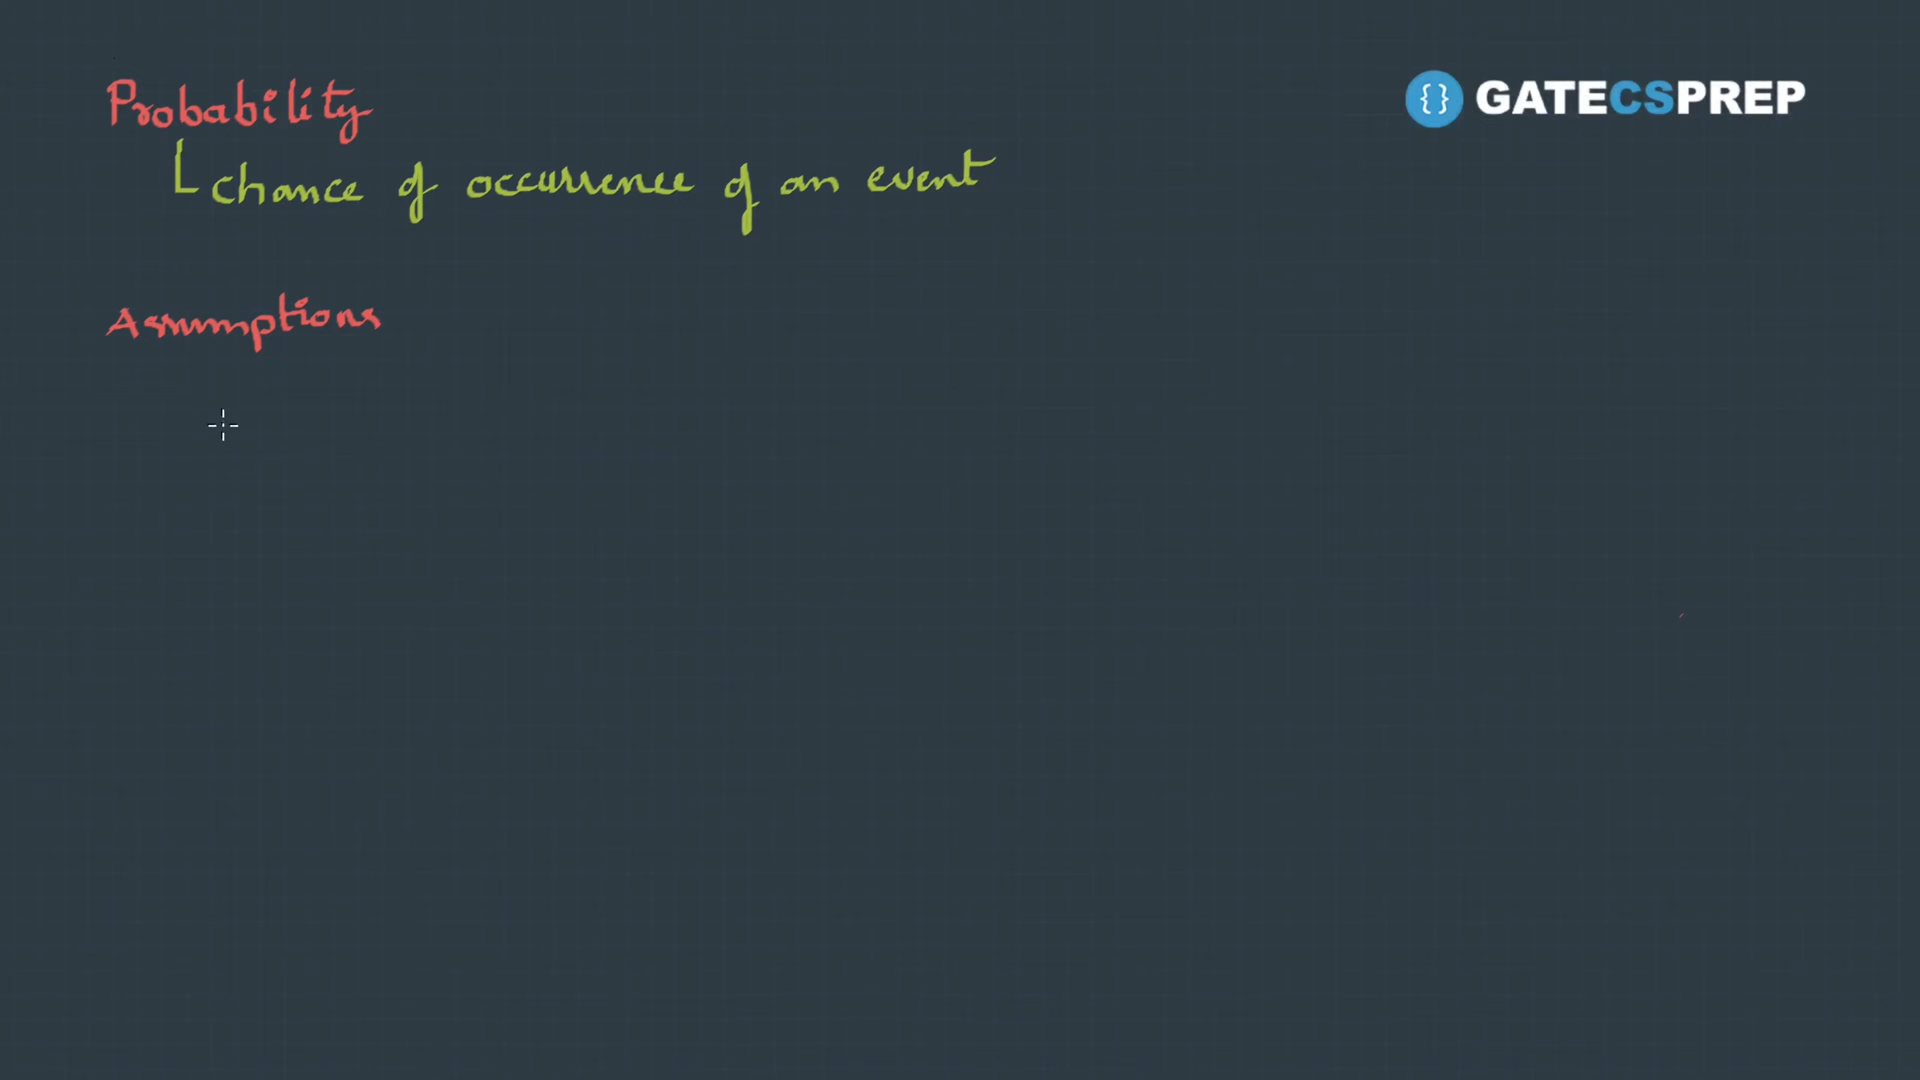 Probability
GATECSPREP
chance of occurrence of an event
Assumptions